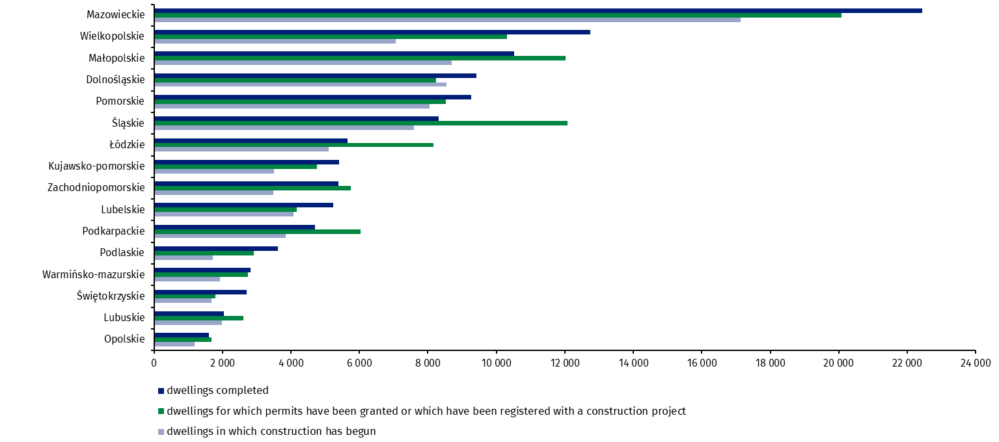 Mazowieckie
Wielkopolskie
Małopolskie
Dolnośląskie
Pomorskie
Śląskie
Łódzkie
Kujawsko-pomorskie
Zachodniopomorskie
Lubelskie
Podkarpackie
Podlaskie
Warmińsko-mazurskie
Świętokrzyskie
Lubuskie
Opolskie
0 2 000 4 000 6 000 8 000 10 000 12 000 14 000 16 000 18 000 20 000 22 000 24 000
dwellings completed
dwellings for which permits have been granted or which have been registered with a construction project
dwellings in which construction has begun